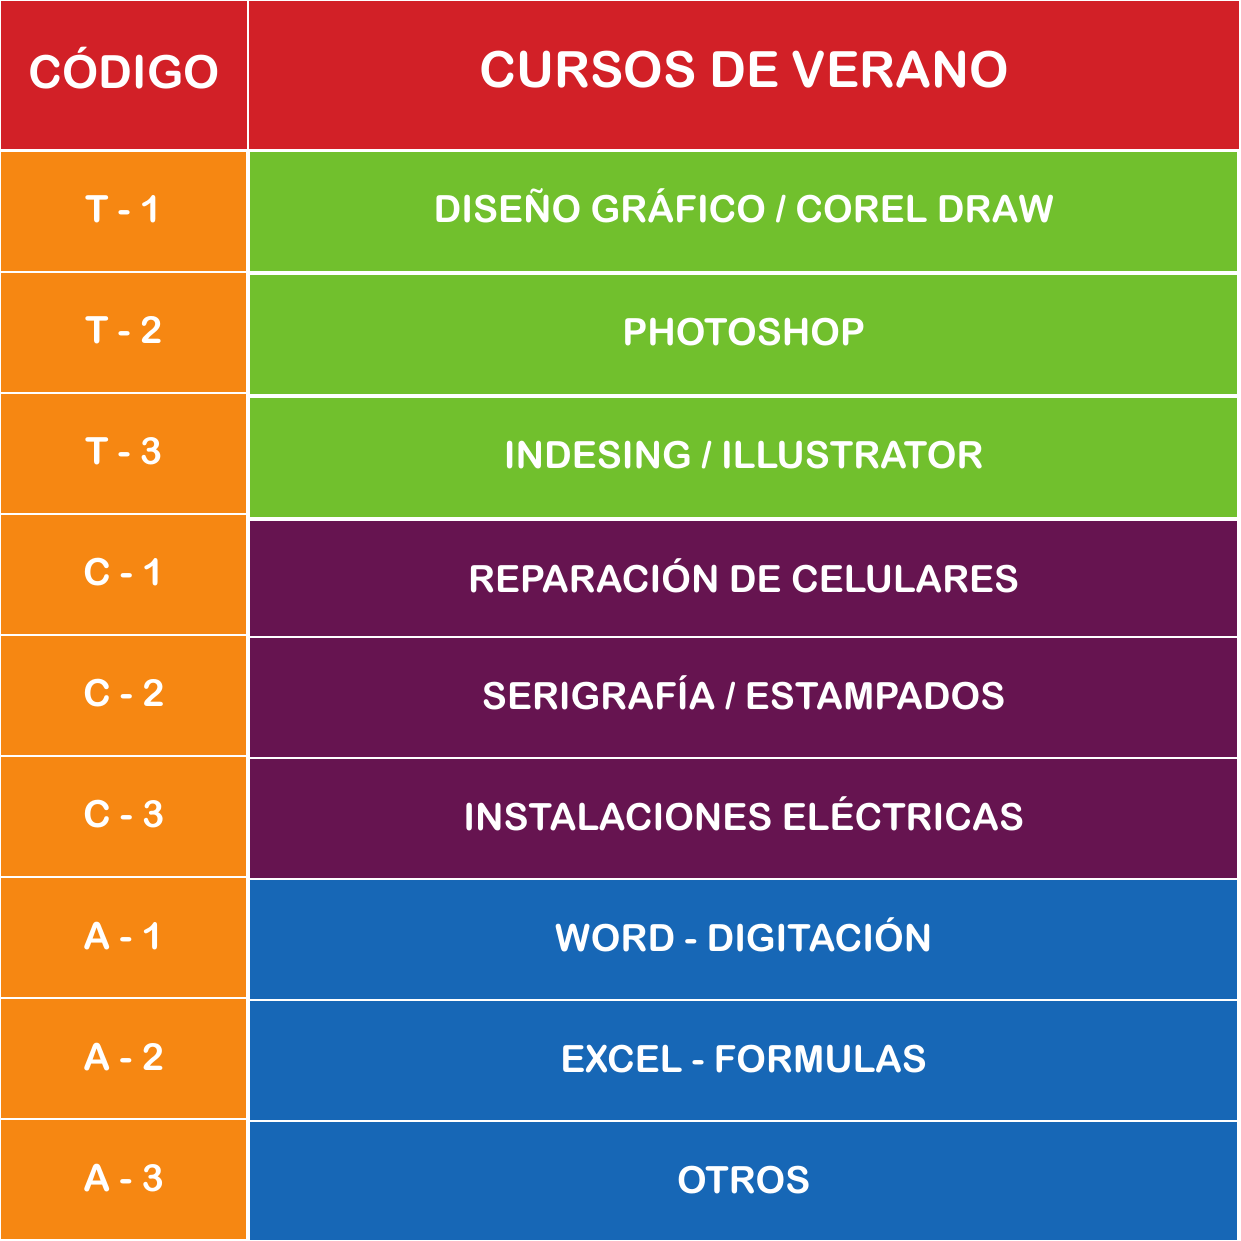 CÓDIGO CURSOS DE VERANO
T - 1 DISEÑO GRÁFICO / COREL DRAW
T - 2 PHOTOSHOP
T - 3 INDESING / ILLUSTRATOR
C - 1 REPARACIÓN DE CELULARES
C - 2 SERIGRAFÍA / ESTAMPADOS
C - 3 INSTALACIONES ELÉCTRICAS
A - 1 WORD - DIGITACIÓN
A - 2 EXCEL - FORMULAS
A - 3 OTROS